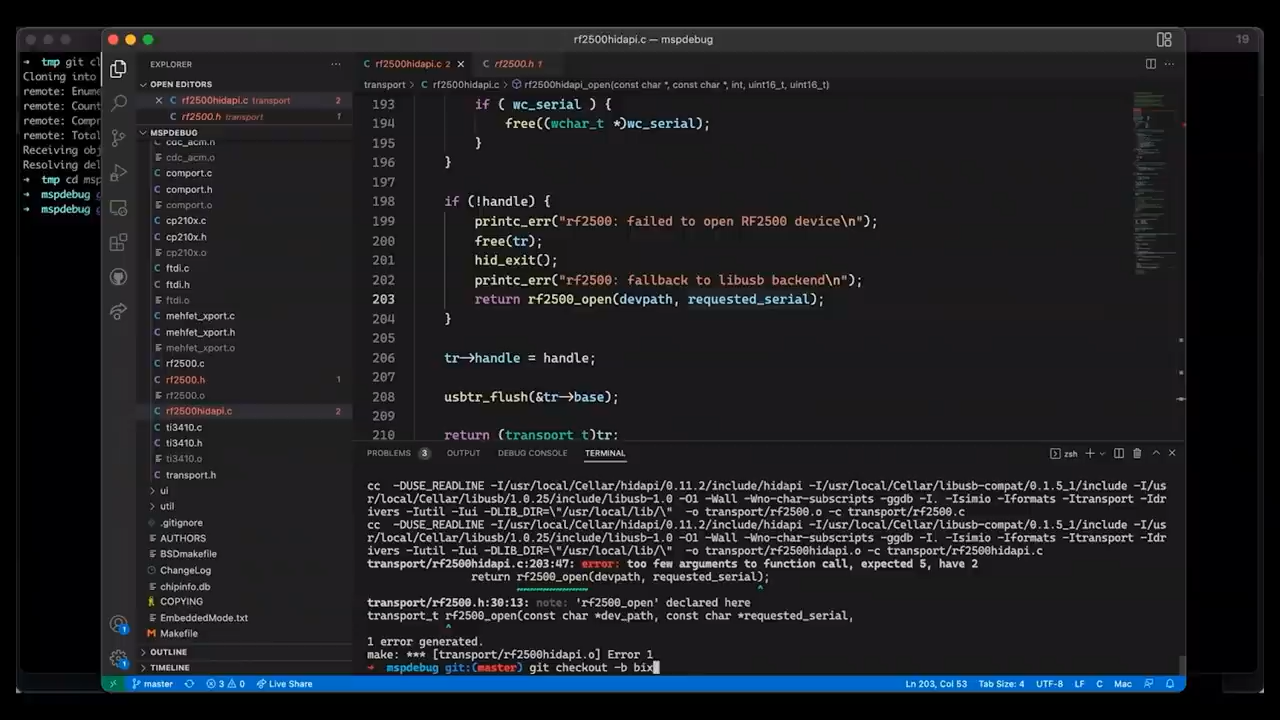 19
rf2500hidapi.c — mspdebug
➜ tmp git cl
Cloning into
remote: Enume
remote: Count
remote: Compr
remote: Total
Receiving obj
Resolving del
➜ tmp cd msp
➜ mspdebug g
➜ mspdebug g
EXPLORER
OPEN EDITORS
rf2500hidapi.c transport 2
rf2500.h transport 1
MSPDEBUG
cdc_acm.h
cdc_acm.o
comport.c
comport.h
comport.o
cp210x.c
cp210x.h
cp210x.o
ftdi.c
ftdi.h
ftdi.o
mehfet_xport.c
mehfet_xport.h
mehfet_xport.o
rf2500.c
rf2500.h 1
rf2500.o
rf2500hidapi.c 2
ti3410.c
ti3410.h
ti3410.o
transport.h
ui
util
.gitignore
AUTHORS
BSDmakefile
ChangeLog
chipinfo.db
COPYING
EmbeddedMode.txt
Makefile
OUTLINE
TIMELINE
rf2500hidapi.c 2
rf2500.h 1
transport > rf2500hidapi.c > rf2500hidapi_open(const char *, const char *, int, uint16_t, uint16_t)
193 if ( wc_serial ) {
194 free((wchar_t *)wc_serial);
195 }
196 }
197
198 if (!handle) {
199 printc_err("rf2500: failed to open RF2500 device\n");
200 free(tr);
201 hid_exit();
202 printc_err("rf2500: fallback to libusb backend\n");
203 return rf2500_open(devpath, requested_serial);
204 }
205
206 tr->handle = handle;
207
208 usbtr_flush(&tr->base);
209
210 return (transport_t)tr;
PROBLEMS 3 OUTPUT DEBUG CONSOLE TERMINAL
zsh
cc -DUSE_READLINE -I/usr/local/Cellar/hidapi/0.11.2/include/hidapi -I/usr/local/Cellar/libusb-compat/0.1.5_1/include -I/us
r/local/Cellar/libusb/1.0.25/include/libusb-1.0 -O1 -Wall -Wno-char-subscripts -ggdb -I. -Isimio -Iformats -Itransport -Idr
ivers -Iutil -Iui -DLIB_DIR=\"/usr/local/lib/\" -o transport/rf2500.o -c transport/rf2500.c
cc -DUSE_READLINE -I/usr/local/Cellar/hidapi/0.11.2/include/hidapi -I/usr/local/Cellar/libusb-compat/0.1.5_1/include -I/us
r/local/Cellar/libusb/1.0.25/include/libusb-1.0 -O1 -Wall -Wno-char-subscripts -ggdb -I. -Isimio -Iformats -Itransport -Idr
ivers -Iutil -Iui -DLIB_DIR=\"/usr/local/lib/\" -o transport/rf2500hidapi.o -c transport/rf2500hidapi.c
transport/rf2500hidapi.c:203:47: error: too few arguments to function call, expected 5, have 2
return rf2500_open(devpath, requested_serial);
~~~~~~~~~~~ ^
transport/rf2500.h:30:13: note: 'rf2500_open' declared here
transport_t rf2500_open(const char *dev_path, const char *requested_serial,
^
1 error generated.
make: *** [transport/rf2500hidapi.o] Error 1
➜ mspdebug git:(master) git checkout -b bix
master 3 0 Live Share
Ln 203, Col 53 Tab Size: 4 UTF-8 LF C Mac